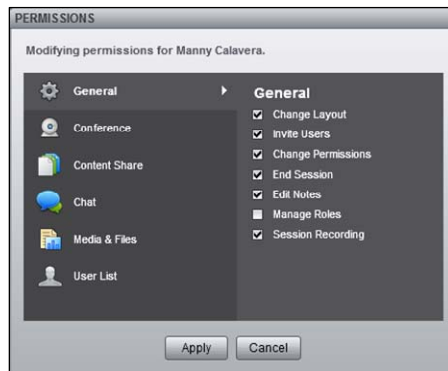 PERMISSIONS
Modifying permissions for Manny Calavera.
General
Conference
Content Share
Chat
Media & Files
User List
General
Change Layout
Invite Users
Change Permissions
End Session
Edit Notes
Manage Roles
Session Recording
Apply
Cancel